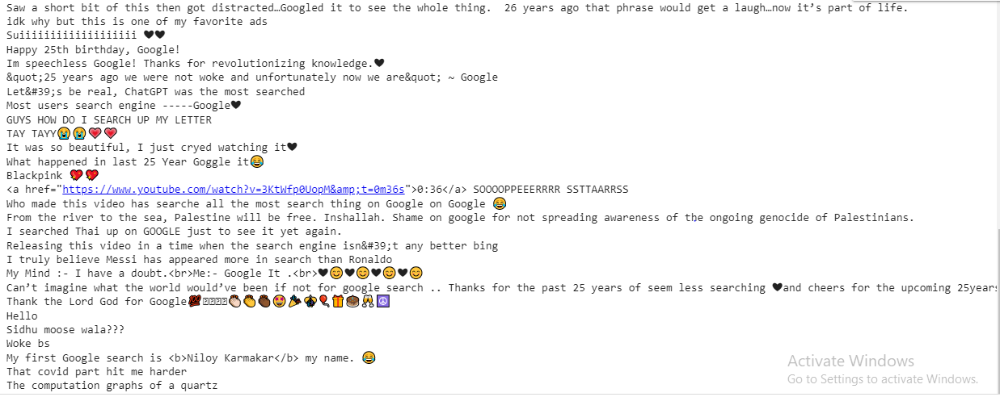 Saw a short bit of this then got distracted…Googled it to see the whole thing.  26 years ago that phrase would get a laugh…now it’s part of life.
idk why but this is one of my favorite ads
Suiiiiiiiiiiiiiiiiiii 🖤🖤
Happy 25th birthday, Google!
Im speechless Google! Thanks for revolutionizing knowledge.🖤
&quot;25 years ago we were not woke and unfortunately now we are&quot; ~ Google
Let&#39;s be real, ChatGPT was the most searched
Most users search engine -----Google🖤
GUYS HOW DO I SEARCH UP MY LETTER
TAY TAYY😭😭💗💗
It was so beautiful, I just cryed watching it🖤
What happened in last 25 Year Goggle it😂
Blackpink 💖💖
<a href="https://www.youtube.com/watch?v=3KtWfp0UopM&amp;t=0m36s">0:36</a> SOOOOPPEEERRRR SSTTAARRSS
Who made this video has searche all the most search thing on Google on Google 😂
From the river to the sea, Palestine will be free. Inshallah. Shame on google for not spreading awareness of the ongoing genocide of Palestinians.
I searched Thai up on GOOGLE just to see it yet again.
Releasing this video in a time when the search engine isn&#39;t any better bing
I truly believe Messi has appeared more in search than Ronaldo
My Mind :- I have a doubt.<br>Me:- Google It .<br>🖤😊🖤😊🖤😊🖤😊
Can’t imagine what the world would’ve been if not for google search .. Thanks for the past 25 years of seem less searching 🖤and cheers for the upcoming 25years
Thank the Lord God for Google
Hello
Sidhu moose wala???
Woke bs
My first Google search is <b>Niloy Karmakar</b> my name. 😂
That covid part hit me harder
The computation graphs of a quartz
Activate Windows
Go to Settings to activate Windows.